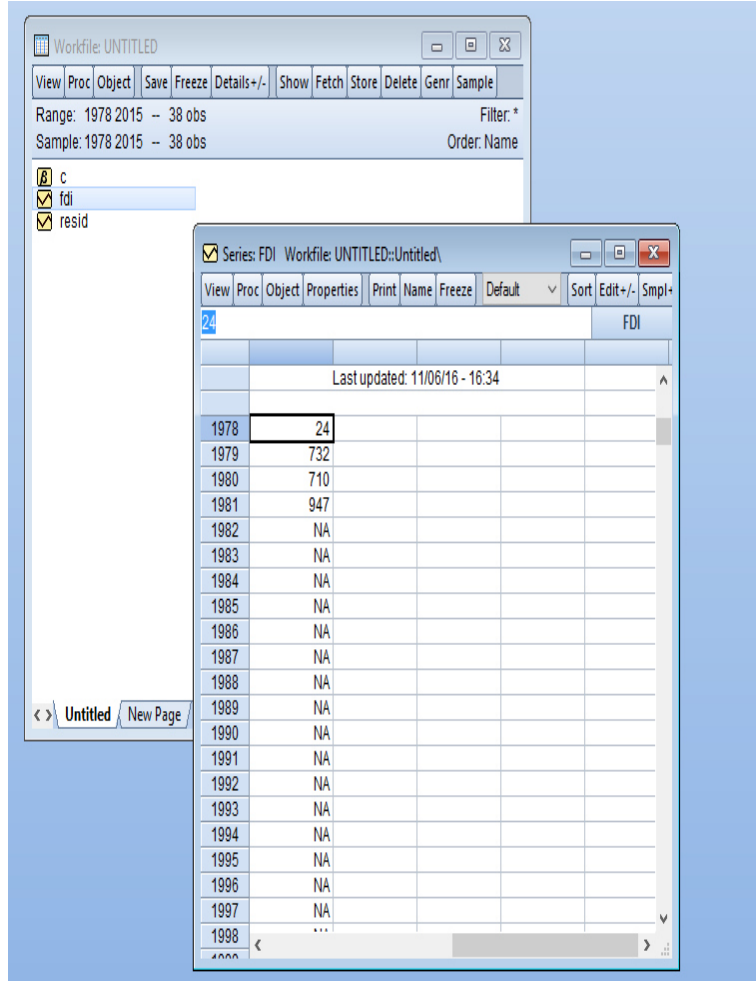 Workfile: UNTITLED
View Proc Object Save Freeze Details+/- Show Fetch Store Delete Genr Sample
Range: 1978 2015 -- 38 obs Filter: *
Sample: 1978 2015 -- 38 obs Order: Name
β c
fdi
resid
< > Untitled New Page
Series: FDI Workfile: UNTITLED::Untitled\
View Proc Object Properties Print Name Freeze Default Sort Edit+/- Smpl+
24 FDI
Last updated: 11/06/16 - 16:34
1978 24
1979 732
1980 710
1981 947
1982 NA
1983 NA
1984 NA
1985 NA
1986 NA
1987 NA
1988 NA
1989 NA
1990 NA
1991 NA
1992 NA
1993 NA
1994 NA
1995 NA
1996 NA
1997 NA
1998